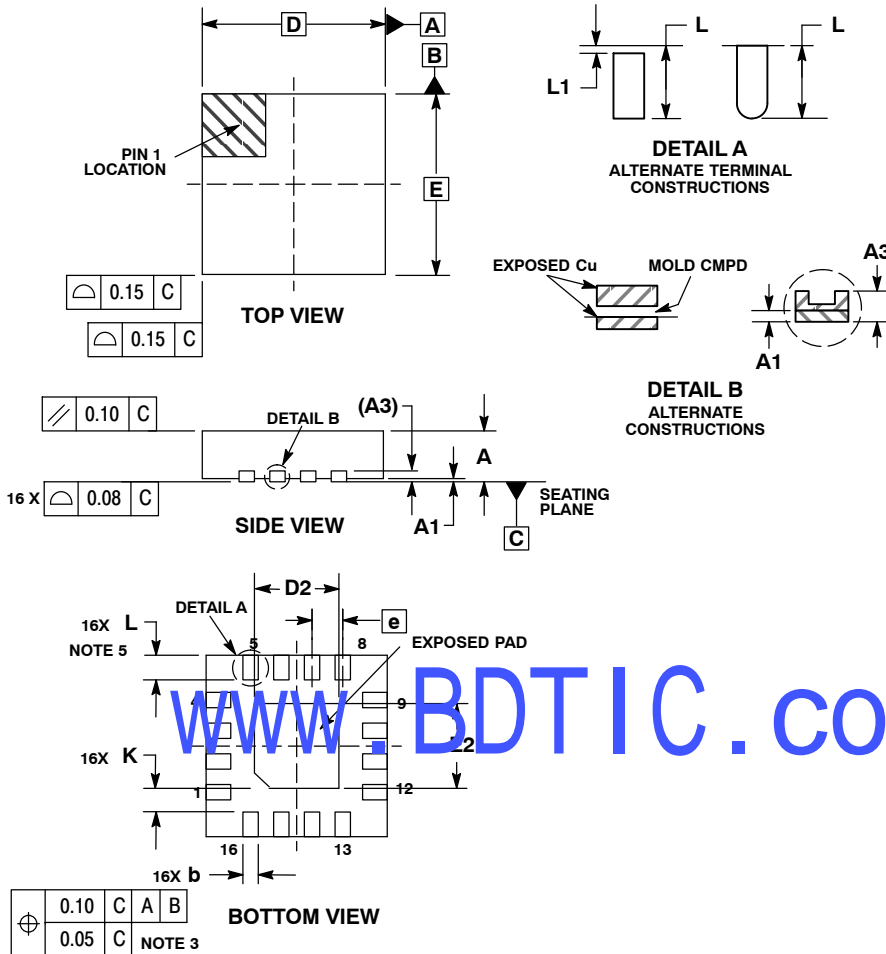 D
A
B
PIN 1
LOCATION
E
0.15 C
0.15 C
TOP VIEW
L
L
L1
DETAIL A
ALTERNATE TERMINAL
CONSTRUCTIONS
EXPOSED Cu
MOLD CMPD
A3
A1
DETAIL B
ALTERNATE
CONSTRUCTIONS
0.10 C
DETAIL B
(A3)
A
16 X 0.08 C
SIDE VIEW
A1
SEATING
PLANE
C
D2
DETAIL A
16X L
NOTE 5
5
e
8
EXPOSED PAD
4
9
www.BDTIC.co
E2
16X K
1
12
16
13
16X b
0.10 C A B
0.05 C NOTE 3
BOTTOM VIEW